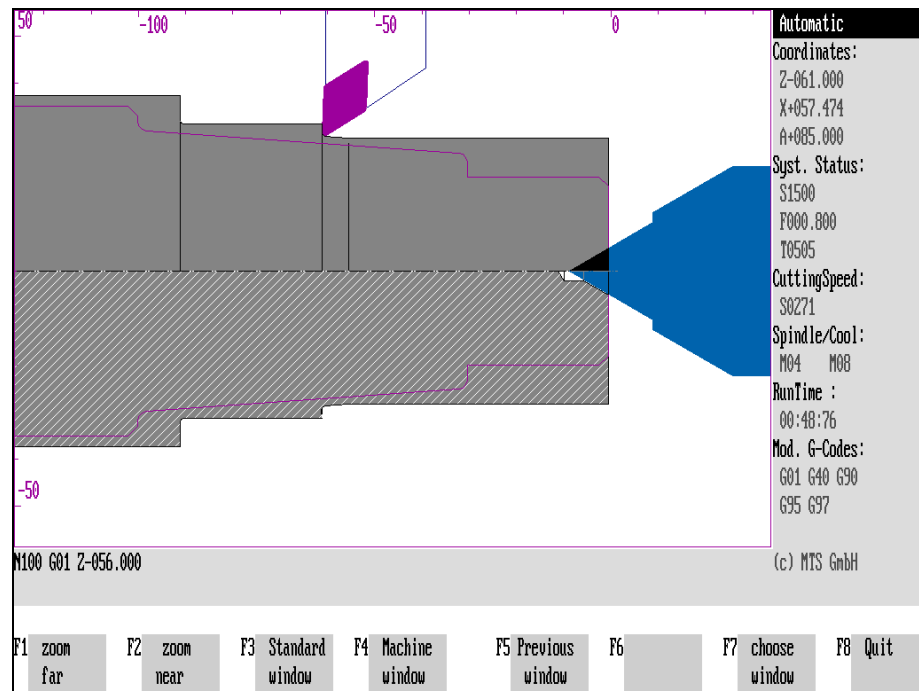 50 -100 -50 0
-50
Automatic
Coordinates:
Z-061.000
X+057.474
A+085.000
Syst. Status:
S1500
F000.800
T0505
CuttingSpeed:
S0271
Spindle/Cool:
M04 M08
RunTime :
00:48:76
Mod. G-Codes:
G01 G40 G90
G95 G97
N100 G01 Z-056.000
(c) MTS GmbH
F1 zoom far
F2 zoom near
F3 Standard window
F4 Machine window
F5 Previous window
F6
F7 choose window
F8 Quit